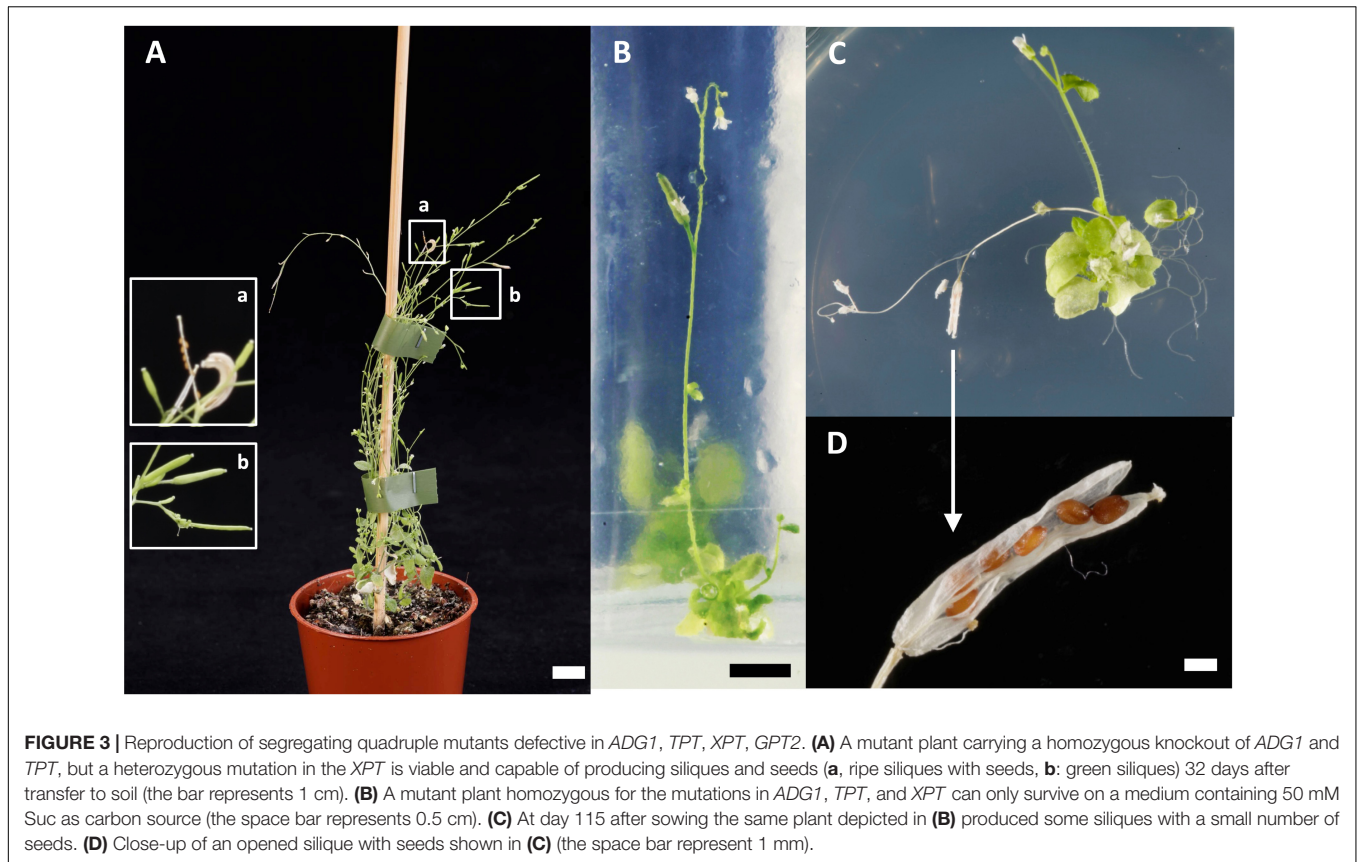 A
B
C
a
b
a
b
D
FIGURE 3 | Reproduction of segregating quadruple mutants defective in ADG1, TPT, XPT, GPT2. (A) A mutant plant carrying a homozygous knockout of ADG1 and
TPT, but a heterozygous mutation in the XPT is viable and capable of producing siliques and seeds (a, ripe siliques with seeds, b: green siliques) 32 days after
transfer to soil (the bar represents 1 cm). (B) A mutant plant homozygous for the mutations in ADG1, TPT, and XPT can only survive on a medium containing 50 mM
Suc as carbon source (the space bar represents 0.5 cm). (C) At day 115 after sowing the same plant depicted in (B) produced some siliques with a small number of
seeds. (D) Close-up of an opened silique with seeds shown in (C) (the space bar represent 1 mm).